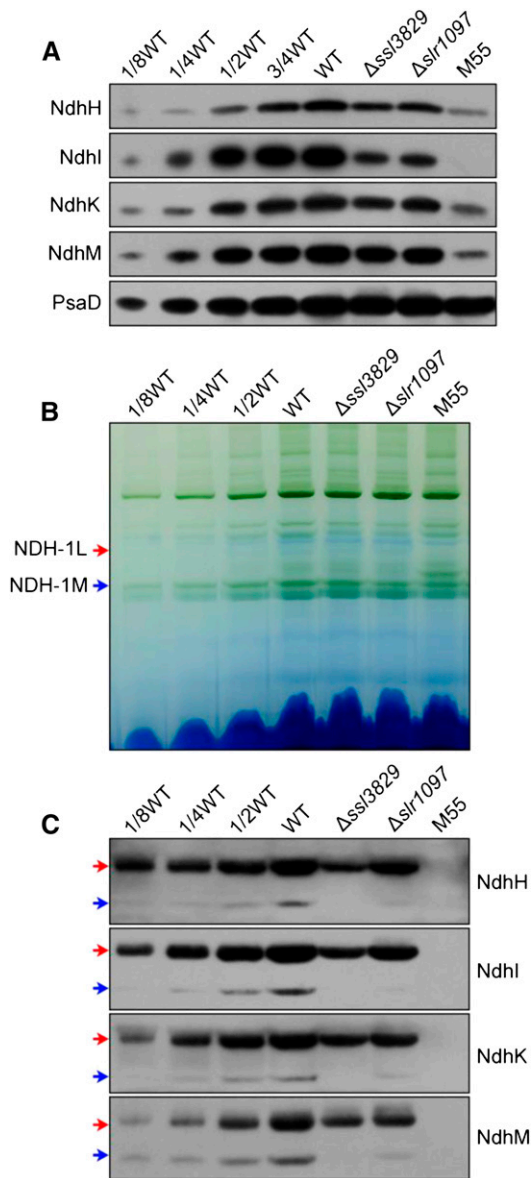 A
1/8WT 1/4WT 1/2WT 3/4WT WT Δssl3829 Δslr1097 M55
NdhH
NdhI
NdhK
NdhM
PsaD
B
1/8WT 1/4WT 1/2WT WT Δssl3829 Δslr1097 M55
NDH-1L
NDH-1M
C
1/8WT 1/4WT 1/2WT WT Δssl3829 Δslr1097 M55
NdhH
NdhI
NdhK
NdhM